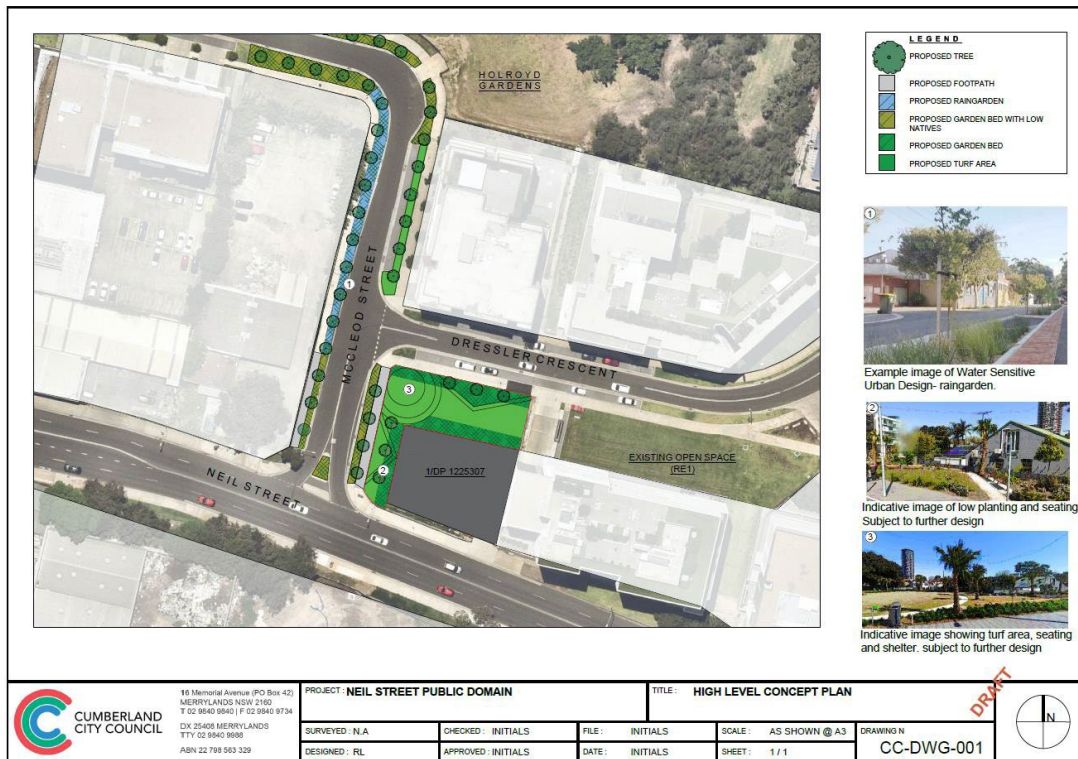 HOLROYD
GARDENS
MCCLEOD STREET
DRESSLER CRESCENT
NEIL STREET
1
3
2
1/DP 1225307
EXISTING OPEN SPACE
(RE1)
LEGEND
PROPOSED TREE
PROPOSED FOOTPATH
PROPOSED RAINGARDEN
PROPOSED GARDEN BED WITH LOW
NATIVES
PROPOSED GARDEN BED
PROPOSED TURF AREA
1
Example image of Water Sensitive
Urban Design- raingarden.
2
Indicative image of low planting and seating
Subject to further design
3
Indicative image showing turf area, seating
and shelter. subject to further design
CUMBERLAND
CITY COUNCIL
16 Memorial Avenue (PO Box 42)
MERRYLANDS NSW 2160
T 02 9840 9840 | F 02 9840 9734
DX 25408 MERRYLANDS
TTY 02 9840 9988
ABN 22 798 563 329
PROJECT : NEIL STREET PUBLIC DOMAIN
TITLE : HIGH LEVEL CONCEPT PLAN
DRAFT
SURVEYED : N.A
CHECKED : INITIALS
FILE : INITIALS
SCALE : AS SHOWN @ A3
DRAWING N
CC-DWG-001
DESIGNED : RL
APPROVED : INITIALS
DATE : INITIALS
SHEET : 1 / 1
N